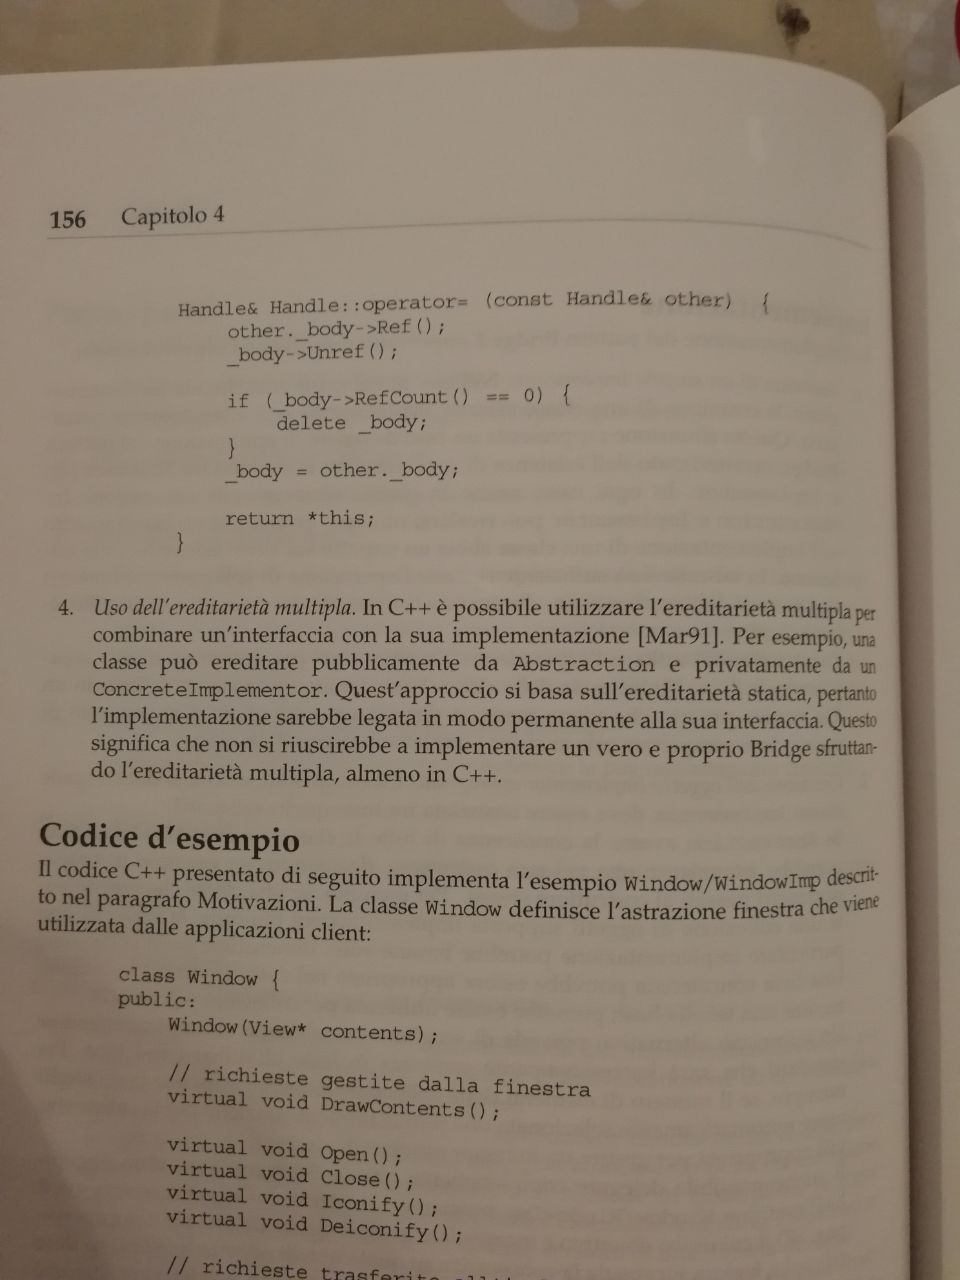 156 Capitolo 4
Handle& Handle::operator= (const Handle& other) {
other._body->Ref();
_body->Unref();
if (_body->RefCount() == 0) {
delete _body;
}
_body = other._body;
return *this;
}
4. Uso dell'ereditarietà multipla. In C++ è possibile utilizzare l'ereditarietà multipla per
combinare un'interfaccia con la sua implementazione [Mar91]. Per esempio, una
classe può ereditare pubblicamente da Abstraction e privatamente da un
ConcreteImplementor. Quest'approccio si basa sull'ereditarietà statica, pertanto
l'implementazione sarebbe legata in modo permanente alla sua interfaccia. Questo
significa che non si riuscirebbe a implementare un vero e proprio Bridge sfruttan-
do l'ereditarietà multipla, almeno in C++.
Codice d'esempio
Il codice C++ presentato di seguito implementa l'esempio Window/WindowImp descrit-
to nel paragrafo Motivazioni. La classe Window definisce l'astrazione finestra che viene
utilizzata dalle applicazioni client:
class Window {
public:
Window(View* contents);
// richieste gestite dalla finestra
virtual void DrawContents();
virtual void Open();
virtual void Close();
virtual void Iconify();
virtual void Deiconify();
// richieste trasferite